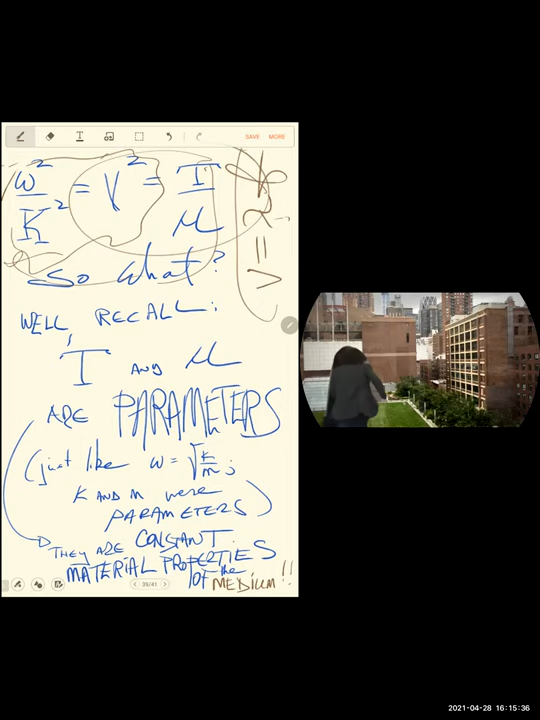 SAVE MORE
ω²/K² = V² = T/μ
So what?
WELL, RECALL:
T AND μ
ARE PARAMETERS
(just like ω = √k/m ;
K AND M were
PARAMETERS)
THEY ARE CONSTANT
MATERIAL PROPERTIES
of the
MEDIUM!!
39/41
2021-04-28 16:15:36